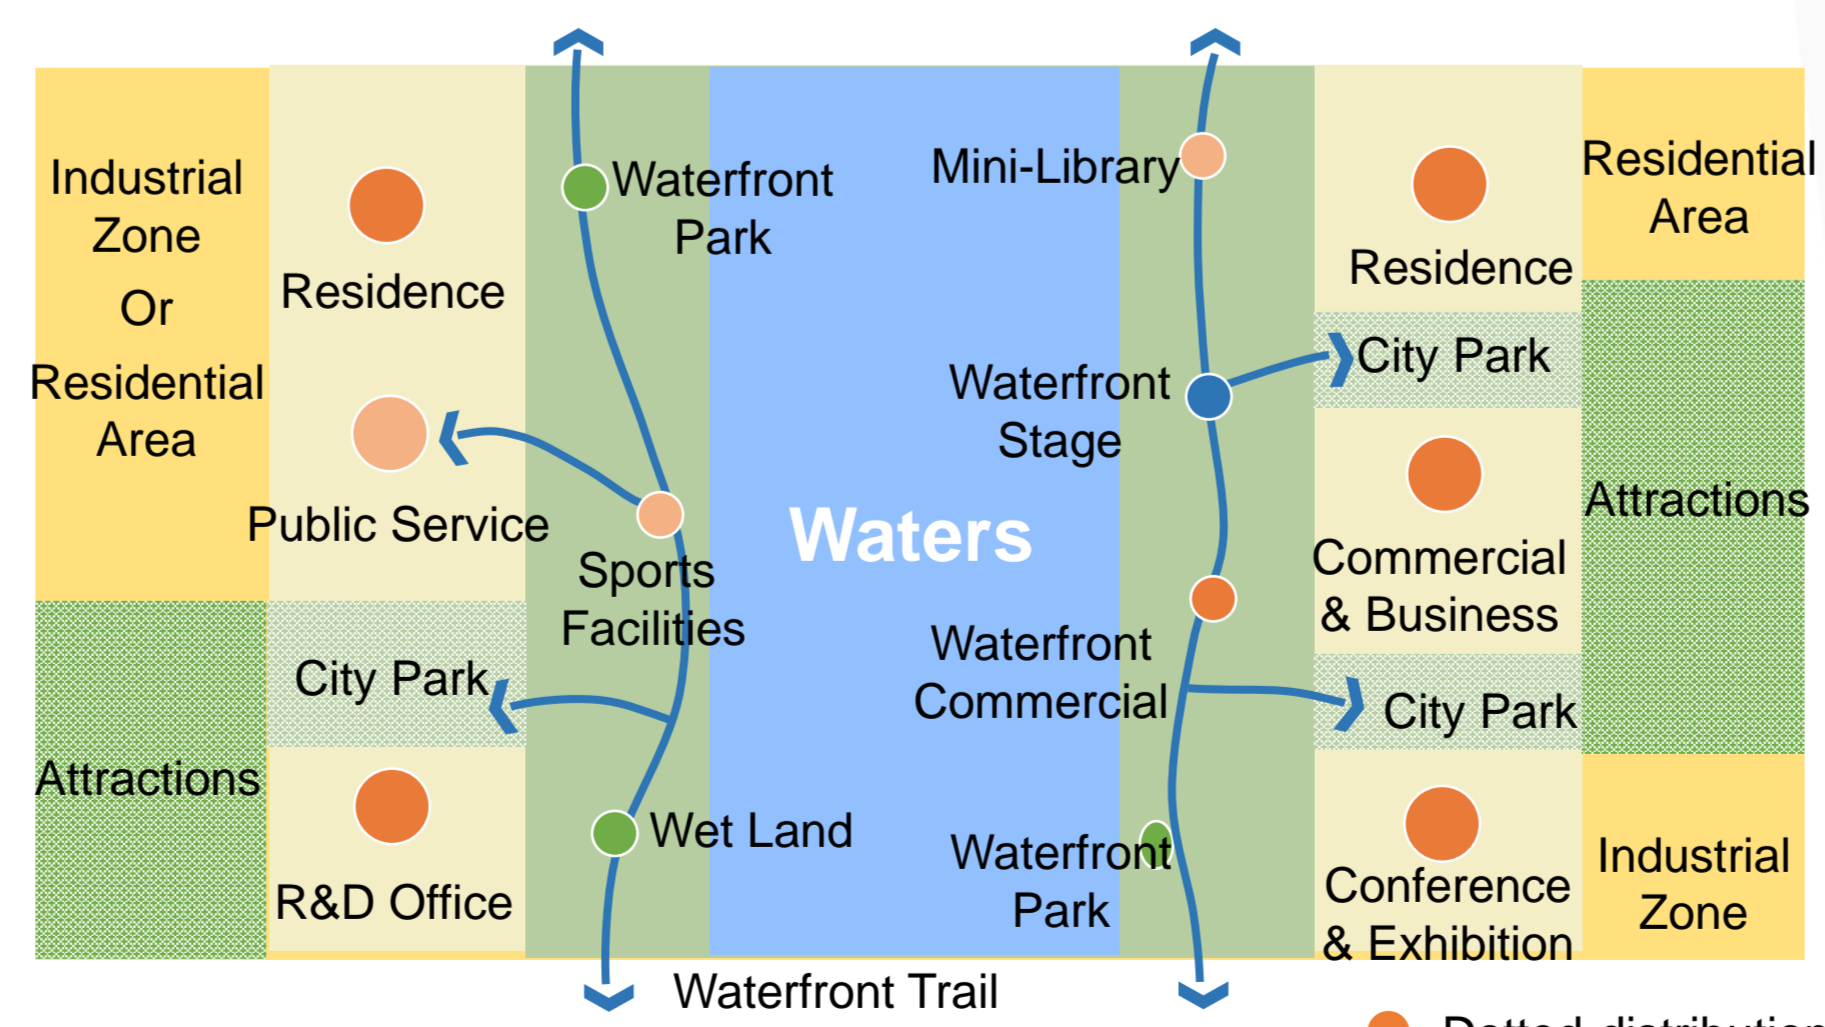 Industrial
Zone
Or
Residential
Area
Attractions
Residence
Public Service
City Park
R&D Office
Waterfront
Park
Sports
Facilities
Wet Land
Waters
Mini-Library
Waterfront
Stage
Waterfront
Commercial
Waterfront
Park
Residence
City Park
Commercial
& Business
City Park
Conference
& Exhibition
Residential
Area
Attractions
Industrial
Zone
Waterfront Trail
Dotted distribution